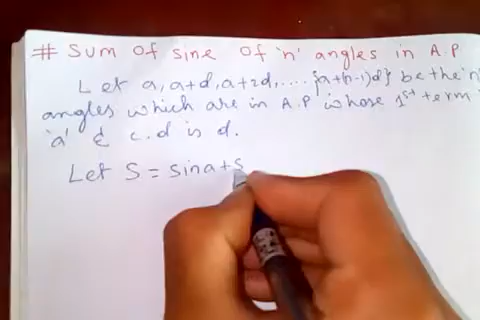 # Sum of sine of 'n' angles in A.P
Let a, a+d, a+2d, .... {a+(n-1)d} be the 'n'
angles which are in A.P whose 1st term
'a' & c.d is d.
Let S = sina + s